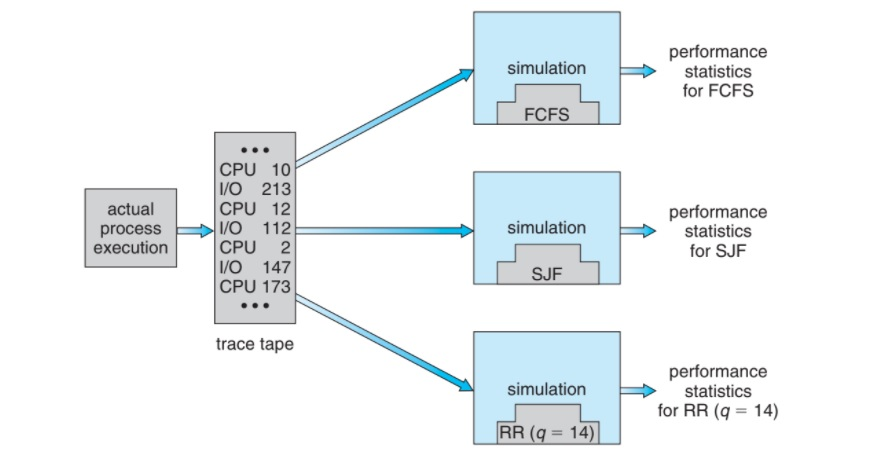 actual
process
execution
•••
CPU 10
I/O 213
CPU 12
I/O 112
CPU 2
I/O 147
CPU 173
•••
trace tape
simulation
FCFS
performance
statistics
for FCFS
simulation
SJF
performance
statistics
for SJF
simulation
RR (q = 14)
performance
statistics
for RR (q = 14)